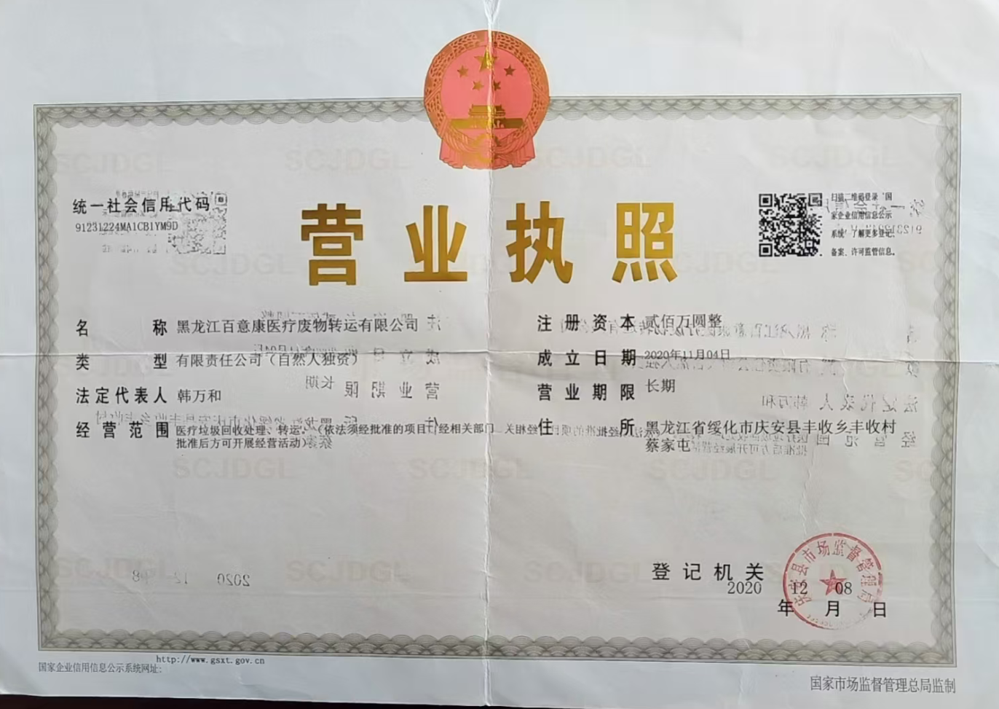 统一社会信用代码
91231224MA1CB1YM9D
营业执照
扫描二维码登录‘国
家企业信用信息公示
系统’了解更多登记、
备案、许可监管信息。
名称 黑龙江百意康医疗废物转运有限公司
类型 有限责任公司（自然人独资）
法定代表人 韩万和
经营范围 医疗垃圾回收处理、转运。（依法须经批准的项目，经相关部门
批准后方可开展经营活动）
注册资本 贰佰万圆整
成立日期 2020年11月04日
营业期限 长期
住所 黑龙江省绥化市庆安县丰收乡丰收村
蔡家屯
登记机关
庆安县市场监督管理局
2020 12 08
年 月 日
国家企业信用信息公示系统网址:
http://www.gsxt.gov.cn
国家市场监督管理总局监制
SCJDGL